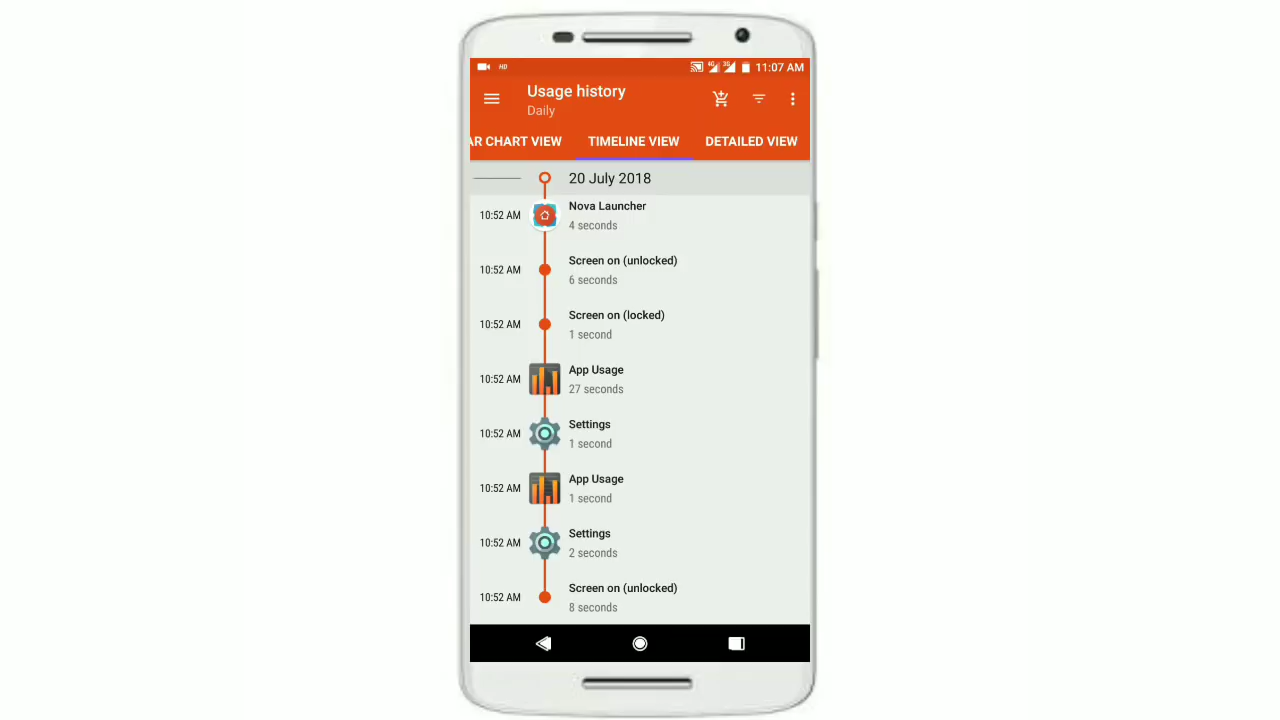 HD
4G 3G 11:07 AM
Usage history
Daily
AR CHART VIEW TIMELINE VIEW DETAILED VIEW
20 July 2018
10:52 AM Nova Launcher
4 seconds
10:52 AM Screen on (unlocked)
6 seconds
10:52 AM Screen on (locked)
1 second
10:52 AM App Usage
27 seconds
10:52 AM Settings
1 second
10:52 AM App Usage
1 second
10:52 AM Settings
2 seconds
10:52 AM Screen on (unlocked)
8 seconds